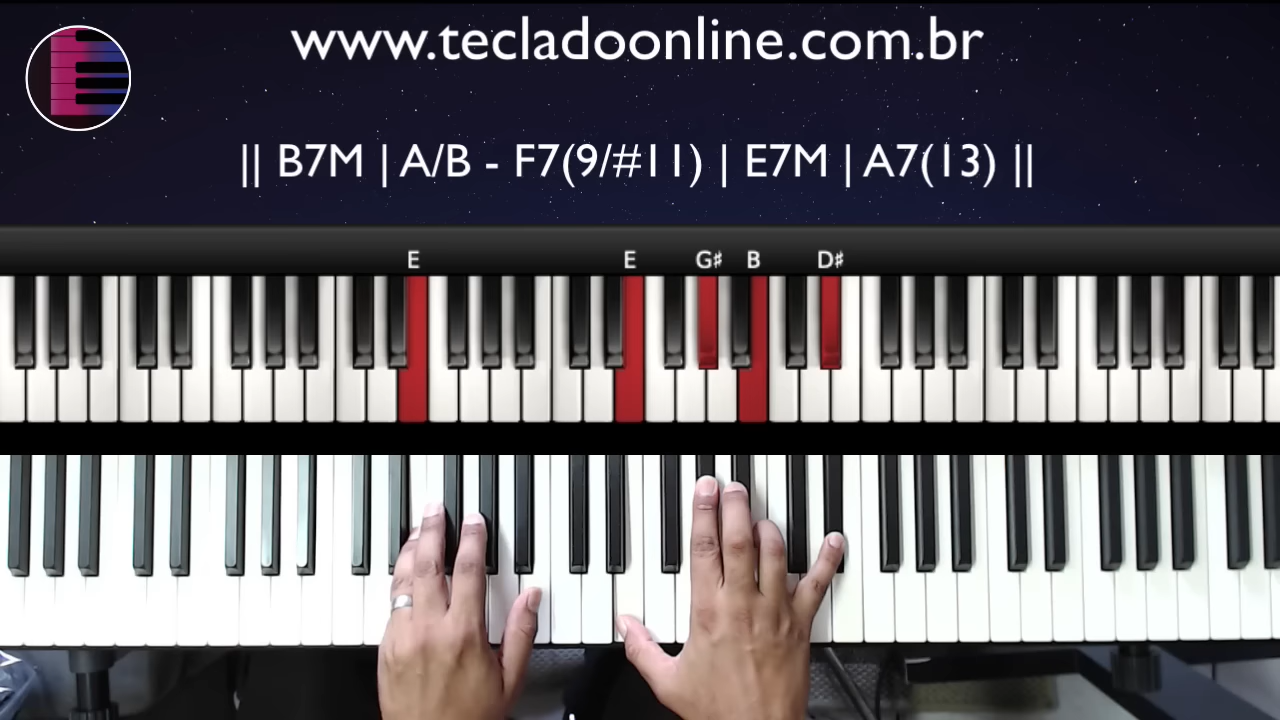 www.tecladoonline.com.br
|| B7M | A/B - F7(9/#11) | E7M | A7(13) ||
E E G♯ B D♯